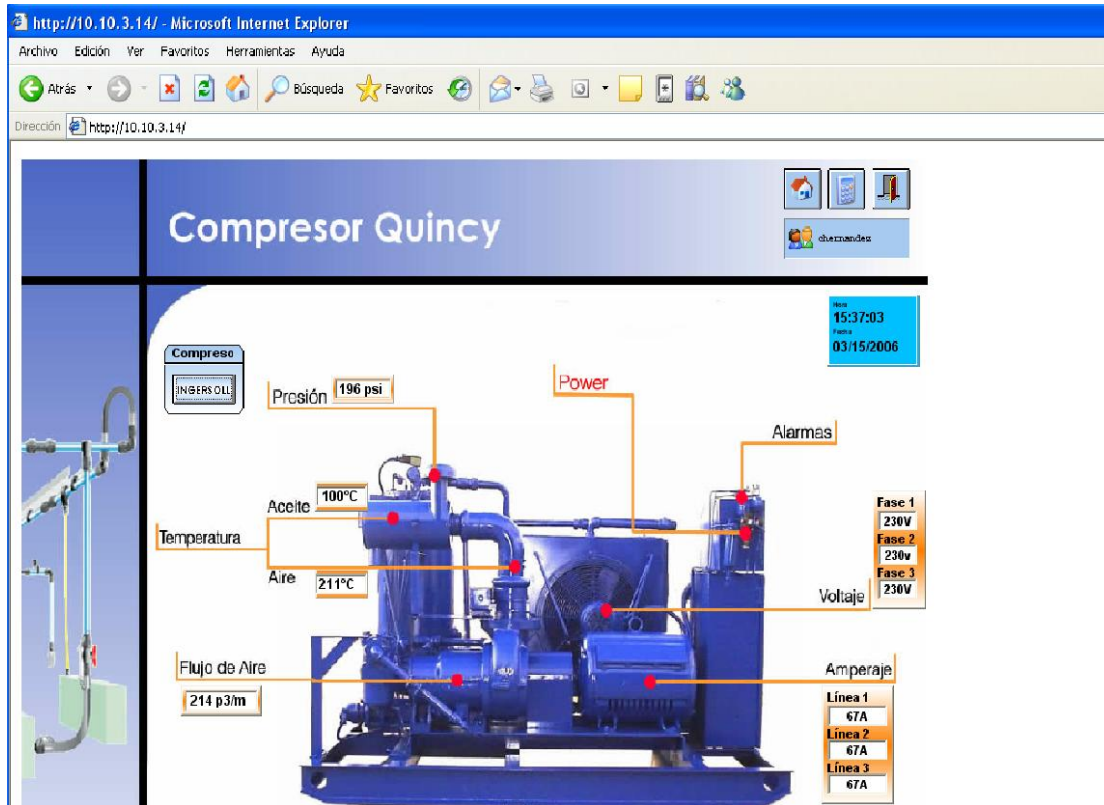 http://10.10.3.14/ - Microsoft Internet Explorer
Archivo Edición Ver Favoritos Herramientas Ayuda
Atrás Búsqueda Favoritos
Dirección http://10.10.3.14/
Compresor Quincy
chernandez
Hora
15:37:03
Fecha
03/15/2006
Compreso
INGERSOLL
Presión 196 psi
Power
Alarmas
Aceite 100°C
Temperatura
Aire 211°C
Fase 1
230V
Fase 2
230v
Fase 3
230V
Voltaje
Flujo de Aire
214 p3/m
Amperaje
Línea 1
67A
Línea 2
67A
Línea 3
67A